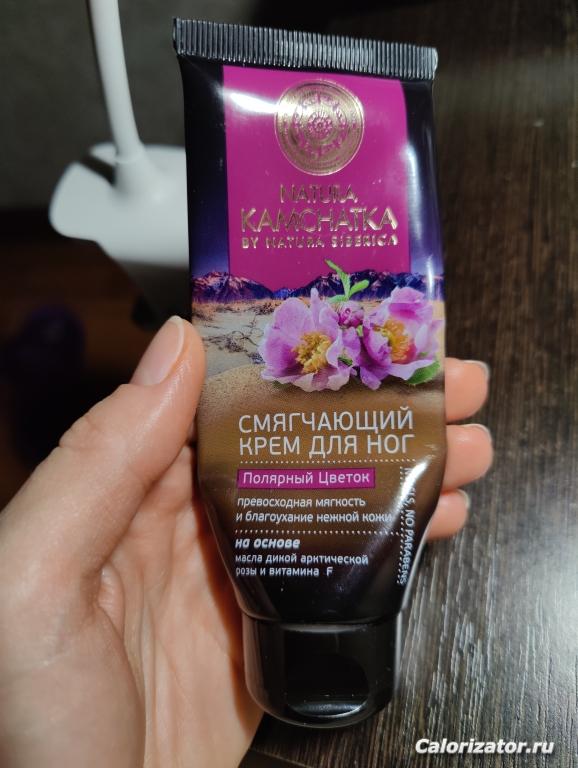 NATURA
KAMCHATKA
BY NATURA SIBERICA
СМЯГЧАЮЩИЙ
КРЕМ ДЛЯ НОГ
Полярный Цветок
превосходная мягкость
и благоухание нежной кожи
на основе
масла дикой арктической
розы и витамина F
NO PARABENS
Calorizator.ru